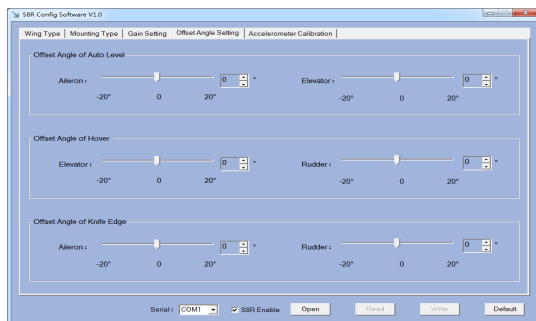 S8R Config Software V1.0
Wing Type Mounting Type Gain Setting Offset Angle Setting Accelerometer Calibration
Offset Angle of Auto Level
Aileron: 0 ° Elevator: 0 °
-20° 0 20° -20° 0 20°
Offset Angle of Hover
Elevator: 0 ° Rudder: 0 °
-20° 0 20° -20° 0 20°
Offset Angle of Knife Edge
Aileron: 0 ° Rudder: 0 °
-20° 0 20° -20° 0 20°
Serial: COM1 S8R Enable Open Read Write Default